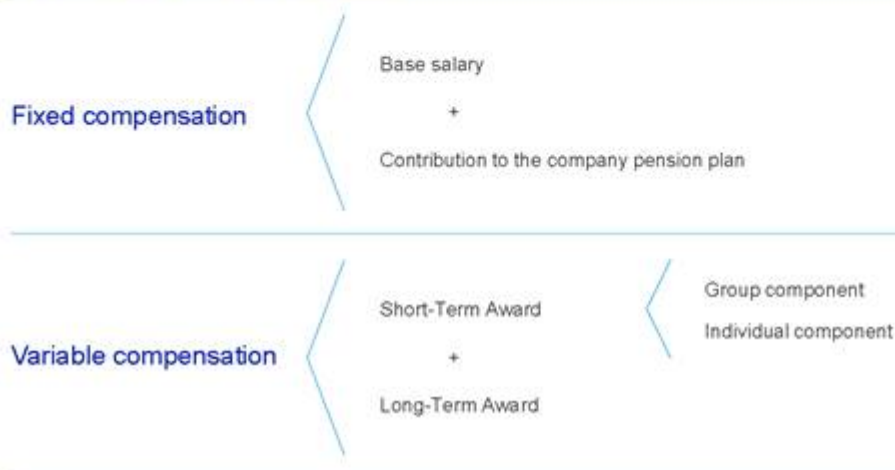 Fixed compensation
Base salary
+
Contribution to the company pension plan
Variable compensation
Short-Term Award
+
Long-Term Award
Group component
Individual component